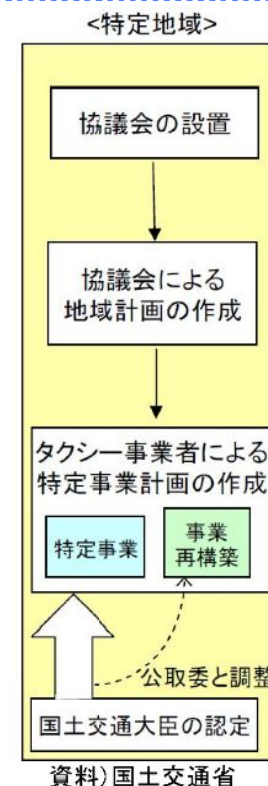 <特定地域>
協議会の設置
協議会による
地域計画の作成
タクシー事業者による
特定事業計画の作成
特定事業
事業
再構築
公取委と調整
国土交通大臣の認定
資料)国土交通省